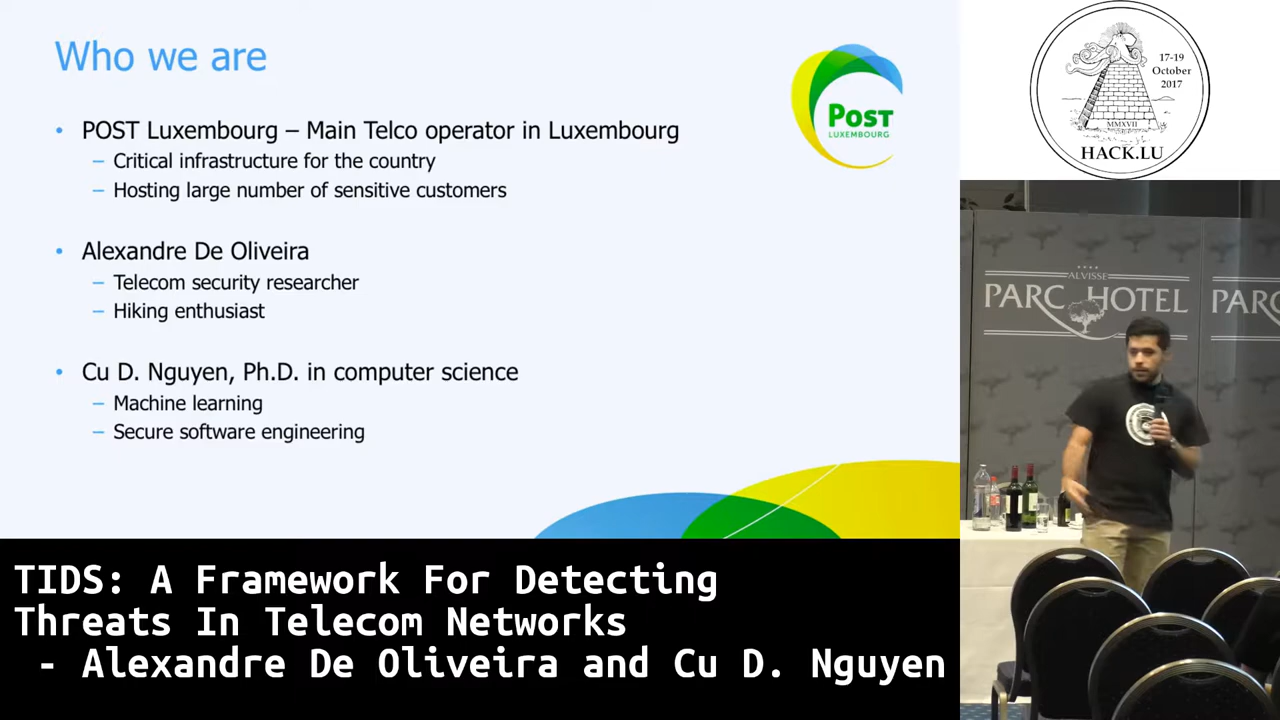 Who we are
POST
LUXEMBOURG
• POST Luxembourg – Main Telco operator in Luxembourg
– Critical infrastructure for the country
– Hosting large number of sensitive customers
• Alexandre De Oliveira
– Telecom security researcher
– Hiking enthusiast
• Cu D. Nguyen, Ph.D. in computer science
– Machine learning
– Secure software engineering
17-19
October
2017
MMXVII
HACK.LU
ALVISSE
PARC HOTEL
PARC
TIDS: A Framework For Detecting
Threats In Telecom Networks
- Alexandre De Oliveira and Cu D. Nguyen